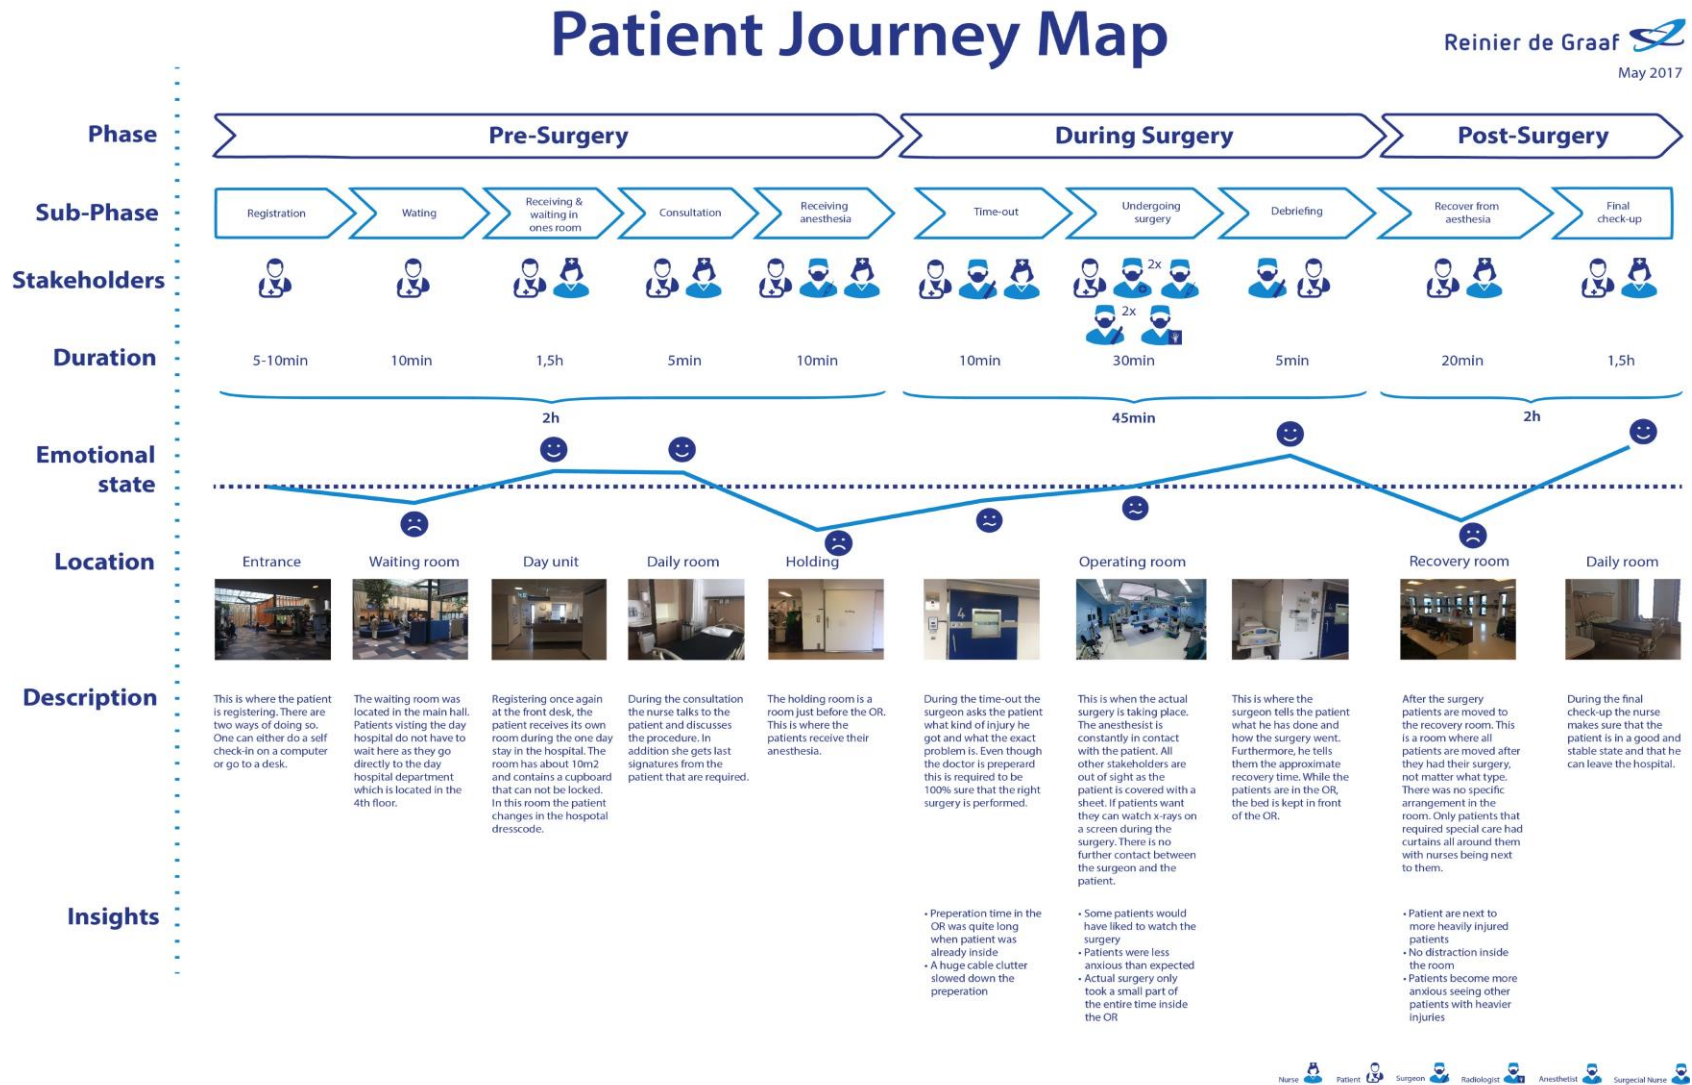 Patient Journey Map
Reinier de Graaf
May 2017
Phase
Pre-Surgery
During Surgery
Post-Surgery
Sub-Phase
Registration
Wating
Receiving &
waiting in
ones room
Consultation
Receiving
anesthesia
Time-out
Undergoing
surgery
Debriefing
Recover from
aesthesia
Final
check-up
Stakeholders
2x
2x
Duration
5-10min
10min
1,5h
5min
10min
10min
30min
5min
20min
1,5h
2h
45min
2h
Emotional
state
Location
Entrance
Waiting room
Day unit
Daily room
Holding
Operating room
Recovery room
Daily room
4
Description
This is where the patient
is registering. There are
two ways of doing so.
One can either do a self
check-in on a computer
or go to a desk.
The waiting room was
located in the main hall.
Patients visting the day
hospital do not have to
wait here as they go
directly to the day
hospital department
which is located in the
4th floor.
Registering once again
at the front desk, the
patient receives its own
room during the one day
stay in the hospital. The
room has about 10m2
and contains a cupboard
that can not be locked.
In this room the patient
changes in the hospotal
dresscode.
During the consultation
the nurse talks to the
patient and discusses
the procedure. In
addition she gets last
signatures from the
patient that are required.
The holding room is a
room just before the OR.
This is where the
patients receive their
anesthesia.
During the time-out the
surgeon asks the patient
what kind of injury he
got and what the exact
problem is. Even though
the doctor is preperard
this is required to be
100% sure that the right
surgery is performed.
This is when the actual
surgery is taking place.
The anesthesist is
constantly in contact
with the patient. All
other stakeholders are
out of sight as the
patient is covered with a
sheet. If patients want
they can watch x-rays on
a screen during the
surgery. There is no
further contact between
the surgeon and the
patient.
This is where the
surgeon tells the patient
what he has done and
how the surgery went.
Furthermore, he tells
them the approximate
recovery time. While the
patients are in the OR,
the bed is kept in front
of the OR.
After the surgery
patients are moved to
the recovery room. This
is a room where all
patients are moved after
they had their surgery,
not matter what type.
There was no specific
arrangement in the
room. Only patients that
required special care had
curtains all around them
with nurses being next
to them.
During the final
check-up the nurse
makes sure that the
patient is in a good and
stable state and that he
can leave the hospital.
Insights
• Preperation time in the
OR was quite long
when patient was
already inside
• A huge cable clutter
slowed down the
preperation
• Some patients would
have liked to watch the
surgery
• Patients were less
anxious than expected
• Actual surgery only
took a small part of
the entire time inside
the OR
• Patient are next to
more heavily injured
patients
• No distraction inside
the room
• Patients become more
anxious seeing other
patients with heavier
injuries
Nurse
Patient
Surgeon
Radiologist
Anesthetist
Surgecial Nurse